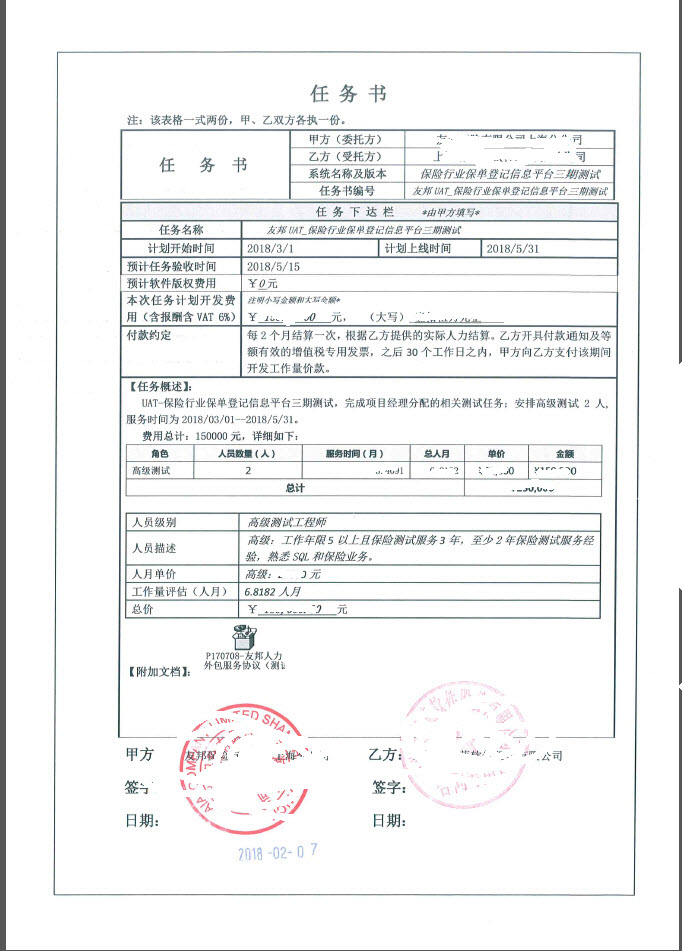 任务书
注：该表格一式两份，甲、乙双方各执一份。
任 务 书
甲方（委托方）
乙方（受托方）
系统名称及版本 保险行业保单登记信息平台三期测试
任务书编号 友邦 UAT_保险行业保单登记信息平台三期测试
任务下达栏 *由甲方填写*
任务名称 友邦 UAT_保险行业保单登记信息平台三期测试
计划开始时间 2018/3/1 计划上线时间 2018/5/31
预计任务验收时间 2018/5/15
预计软件版权费用 ￥0元
本次任务计划开发费 注明小写金额和大写金额*
用（含报酬含 VAT 6%） ￥ 元， （大写）
付款约定 每 2 个月结算一次，根据乙方提供的实际人力结算。乙方开具付款通知及等
额有效的增值税专用发票，之后 30 个工作日之内，甲方向乙方支付该期间
开发工作量价款。
【任务概述】：
UAT-保险行业保单登记信息平台三期测试，完成项目经理分配的相关测试任务；安排高级测试 2 人，
服务时间为 2018/03/01--2018/5/31。
费用总计：150000 元，详细如下：
角色 人员数量（人） 服务时间（月） 总人月 单价 金额
高级测试 2
总计
人员级别 高级测试工程师
人员描述 高级：工作年限 5 以上且保险测试服务 3 年，至少 2 年保险测试服务经
验，熟悉 SQL 和保险业务。
人月单价 高级： 元
工作量评估（人月） 6.8182 人月
总价 ￥ 元
P170708-友邦人力
外包服务协议（测试
【附加文档】：
甲方 友邦保 乙方： 公司
签 签字：
日期： 日期：
2018-02-07